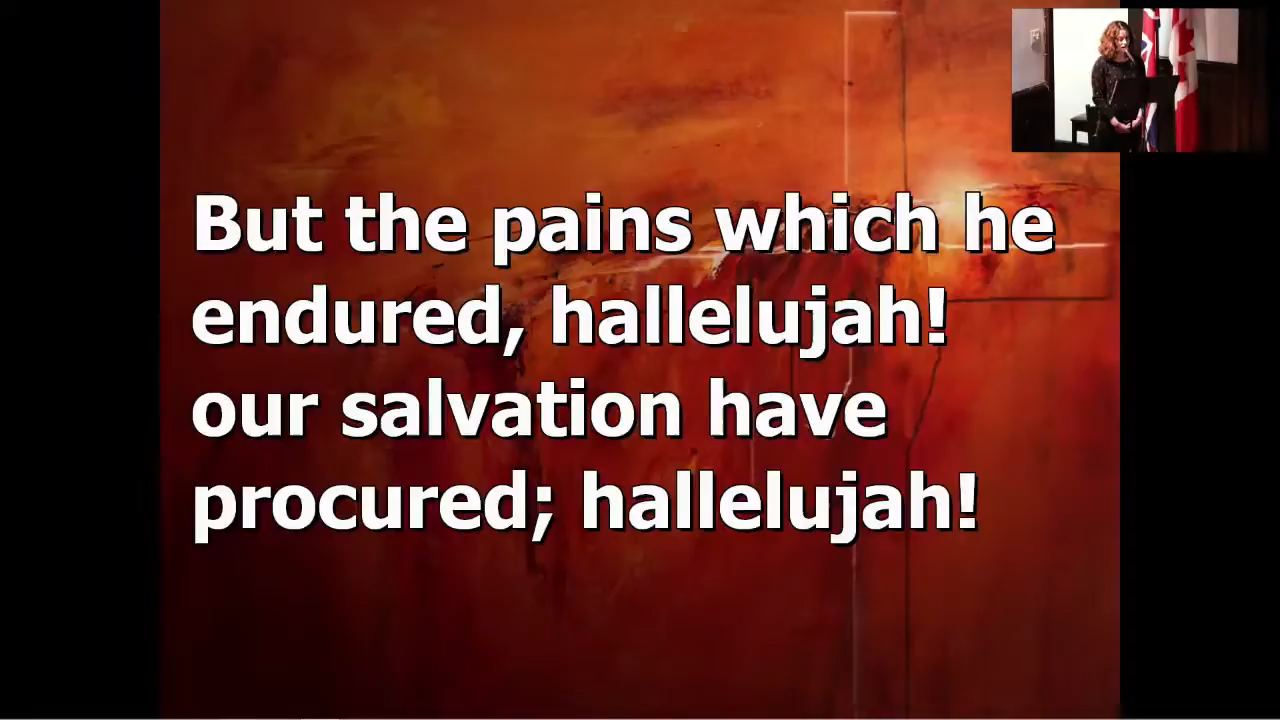 But the pains which he
endured, hallelujah!
our salvation have
procured; hallelujah!